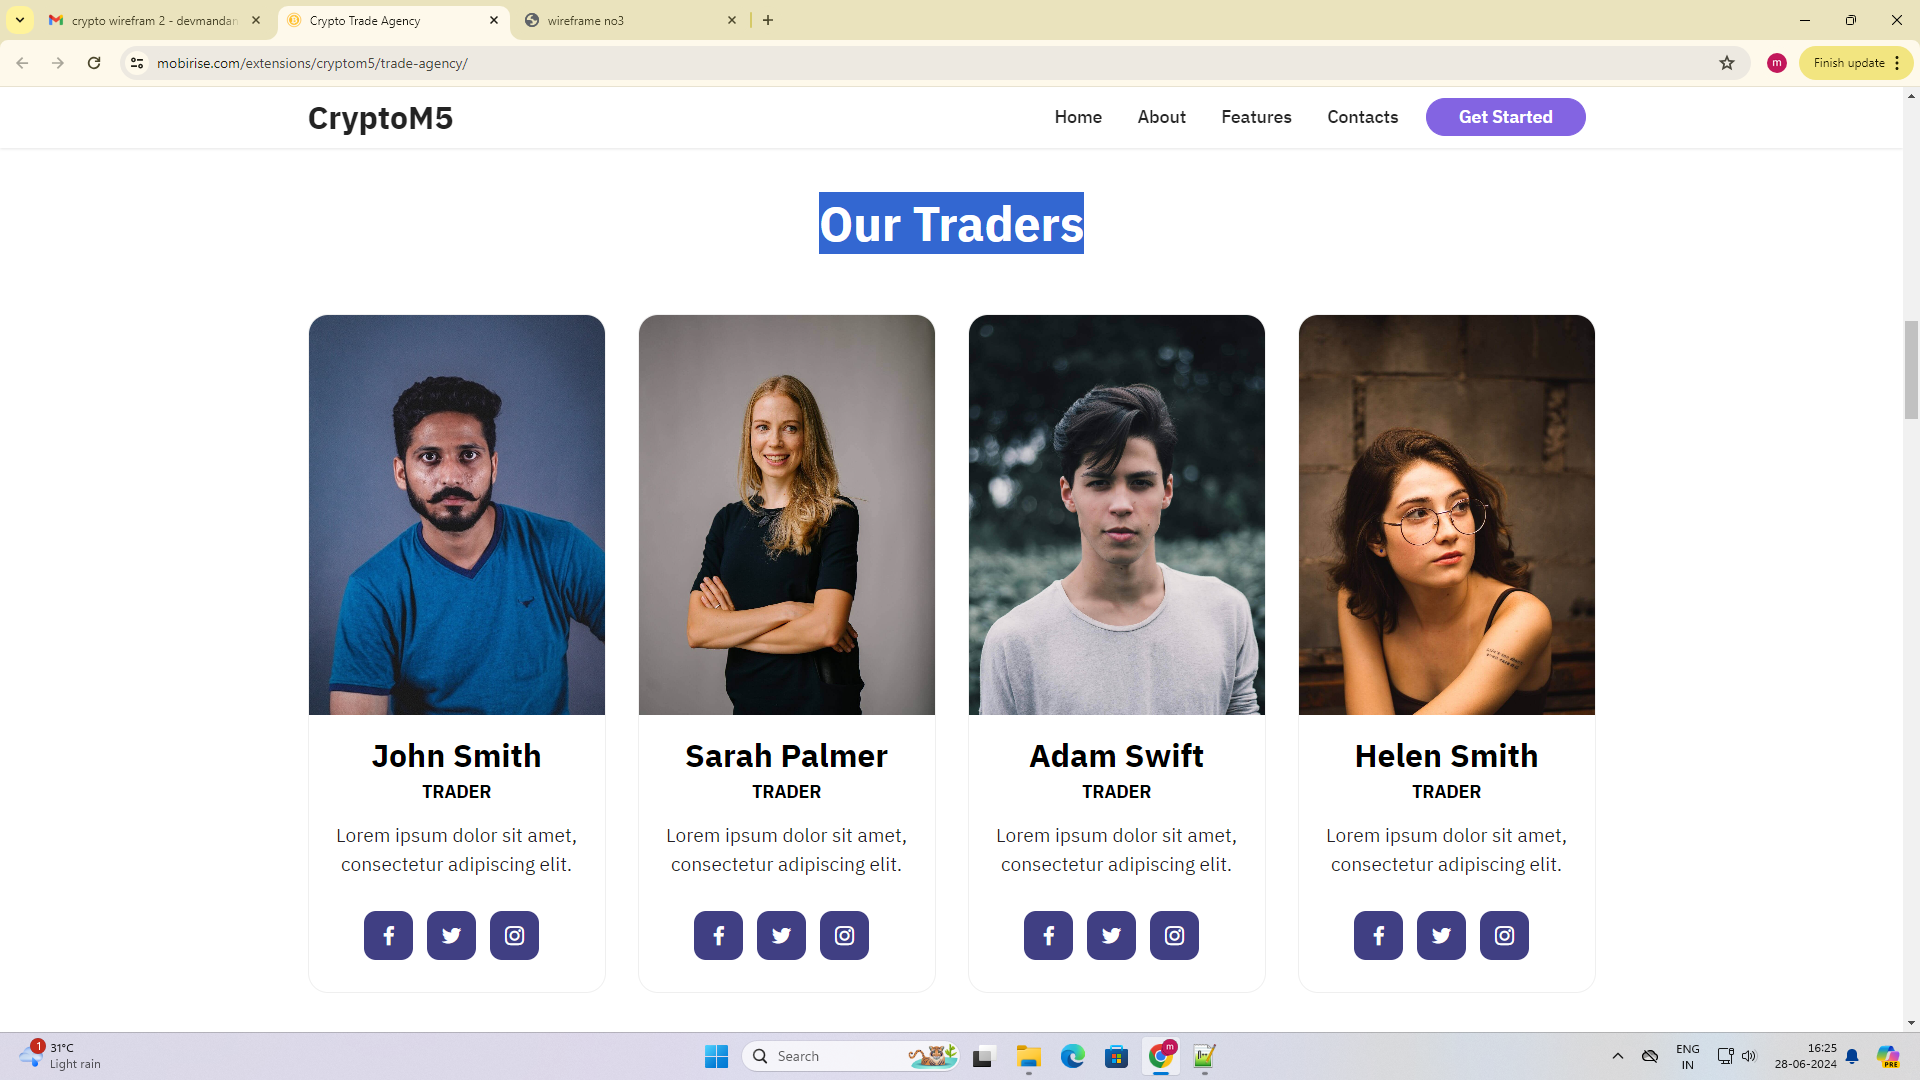 crypto wirefram 2 - devmandan
Crypto Trade Agency
wireframe no3
mobirise.com/extensions/cryptom5/trade-agency/
m
Finish update
CryptoM5
Home
About
Features
Contacts
Get Started
Our Traders
John Smith
TRADER
Lorem ipsum dolor sit amet,
consectetur adipiscing elit.
Sarah Palmer
TRADER
Lorem ipsum dolor sit amet,
consectetur adipiscing elit.
Adam Swift
TRADER
Lorem ipsum dolor sit amet,
consectetur adipiscing elit.
Helen Smith
TRADER
Lorem ipsum dolor sit amet,
consectetur adipiscing elit.
1
31°C
Light rain
Search
m
ENG
IN
16:25
28-06-2024
PRE